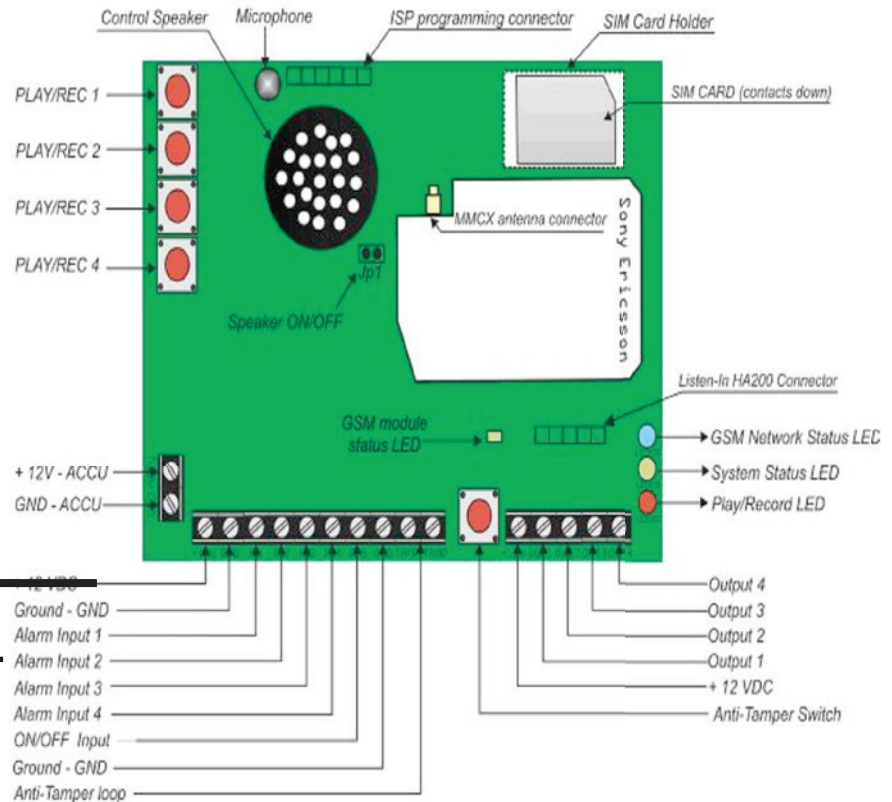 Control Speaker
Microphone
ISP programming connector
SIM Card Holder
SIM CARD (contacts down)
PLAY/REC 1
PLAY/REC 2
PLAY/REC 3
PLAY/REC 4
MMCX antenna connector
Sony Ericsson
Jp1
Speaker ON/OFF
Listen-In HA200 Connector
GSM module
status LED
GSM Network Status LED
System Status LED
Play/Record LED
+ 12V - ACCU
GND - ACCU
+ 12 VDC
Ground - GND
Alarm Input 1
Alarm Input 2
Alarm Input 3
Alarm Input 4
ON/OFF Input
Ground - GND
Anti-Tamper loop
Output 4
Output 3
Output 2
Output 1
+ 12 VDC
Anti-Tamper Switch